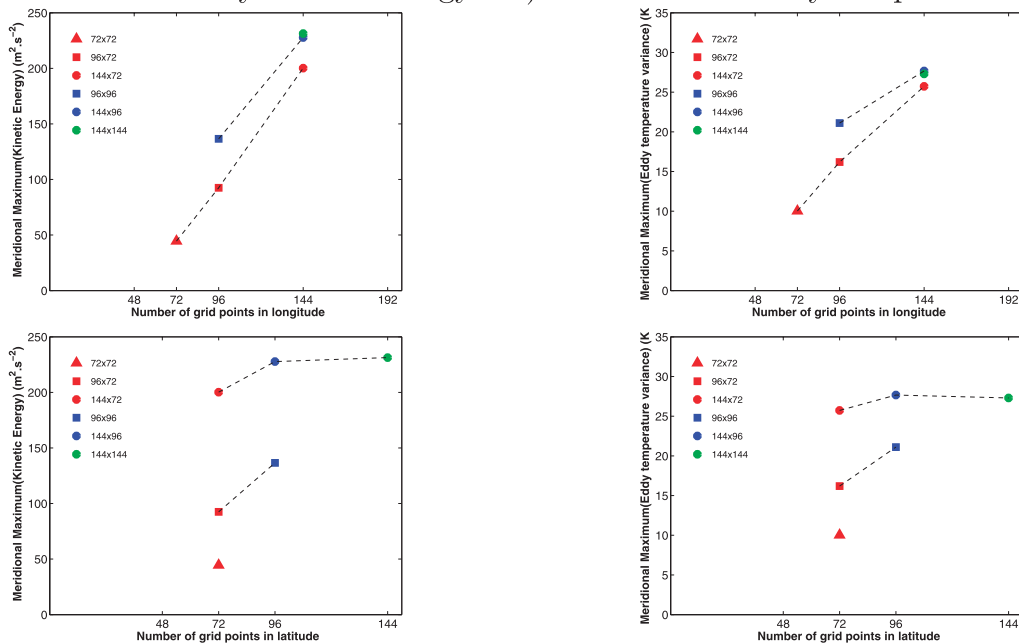 250
200
150
100
50
0
Meridional Maximum(Kinetic Energy) (m².s⁻²)
72x72
96x72
144x72
96x96
144x96
144x144
48 72 96 144 192
Number of grid points in longitude
35
30
25
20
15
10
5
0
Meridional Maximum(Eddy temperature variance) (K
72x72
96x72
144x72
96x96
144x96
144x144
48 72 96 144 192
Number of grid points in longitude
250
200
150
100
50
0
Meridional Maximum(Kinetic Energy) (m².s⁻²)
72x72
96x72
144x72
96x96
144x96
144x144
48 72 96 144
Number of grid points in latitude
35
30
25
20
15
10
5
0
Meridional Maximum(Eddy temperature variance) (K
72x72
96x72
144x72
96x96
144x96
144x144
48 72 96 144
Number of grid points in latitude